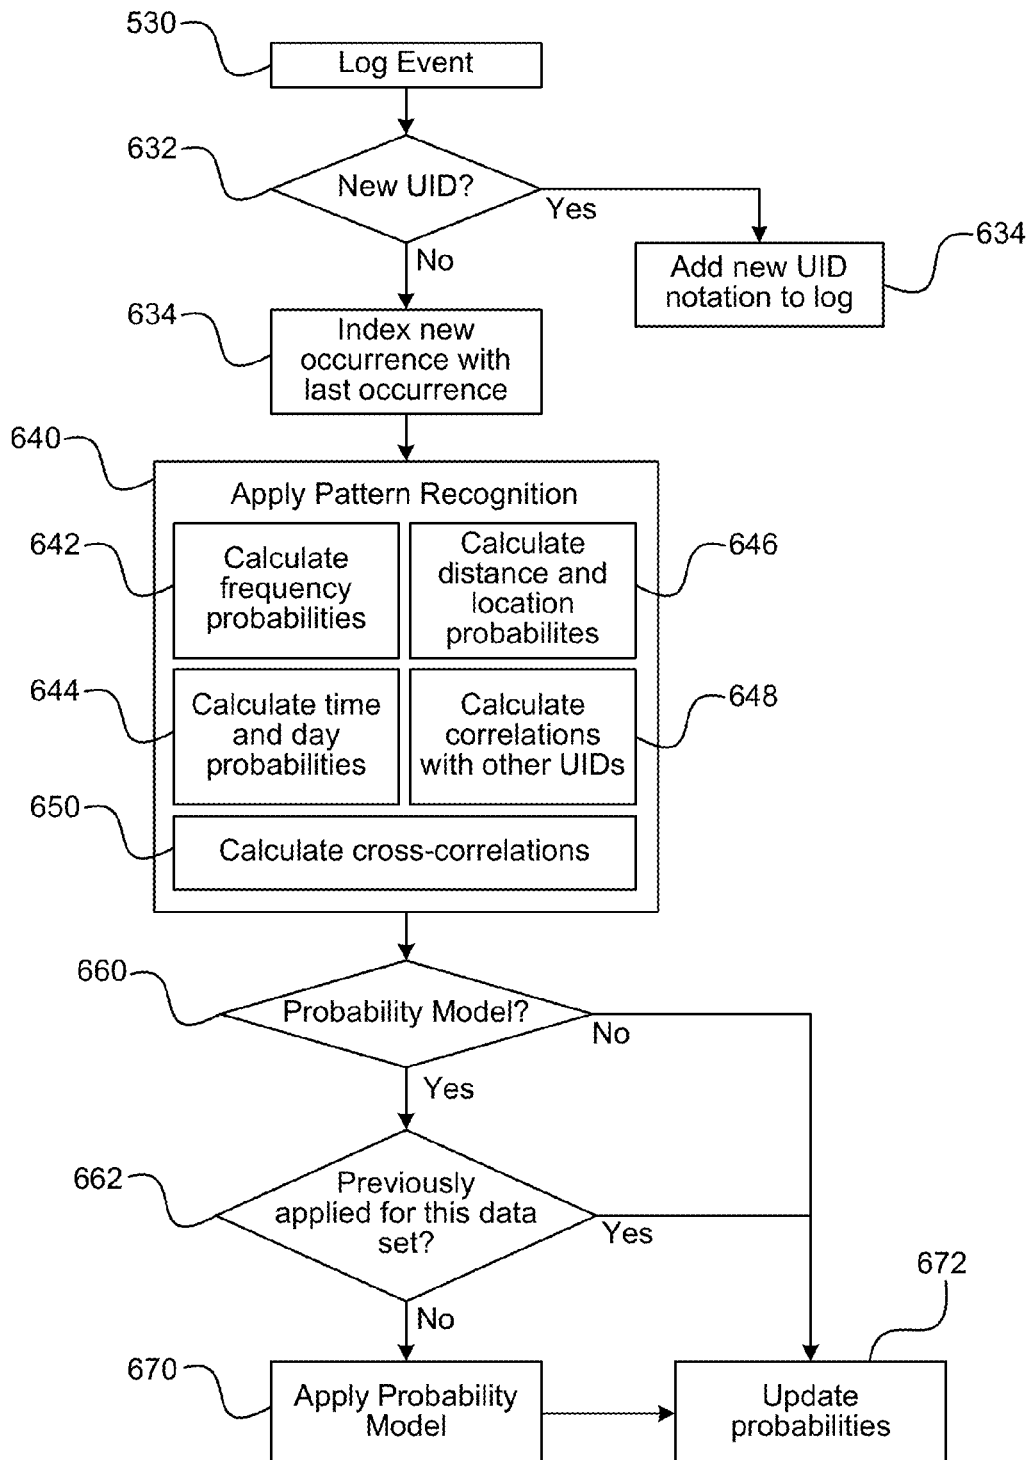 530
Log Event
632
New UID?
Yes
No
634
Add new UID
notation to log
634
Index new
occurrence with
last occurrence
640
Apply Pattern Recognition
642
Calculate
frequency
probabilities
Calculate
distance and
location
probabilites
646
644
Calculate time
and day
probabilities
Calculate
correlations
with other UIDs
648
650
Calculate cross-correlations
660
Probability Model?
No
Yes
662
Previously
applied for this data
set?
Yes
No
672
670
Apply Probability
Model
Update
probabilities